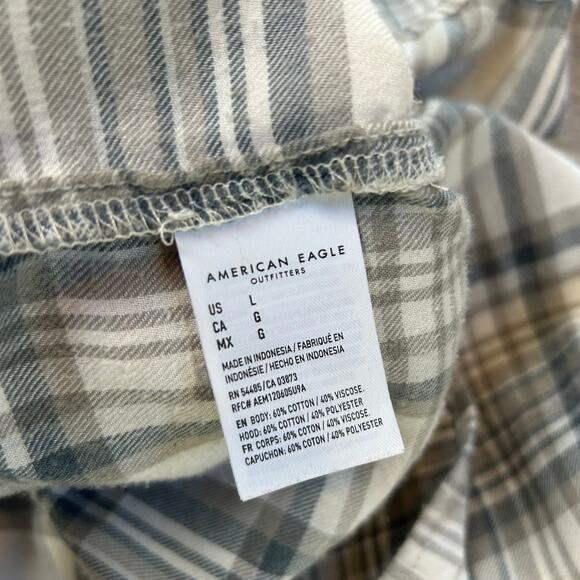 AMERICAN EAGLE
OUTFITTERS
US L
CA G
MX G
MADE IN INDONESIA / FABRIQUÉ EN
INDONÉSIE / HECHO EN INDONESIA
RN 54485 / CA 03873
RFC# AEM120605U9A
EN BODY: 60% COTTON / 40% VISCOSE.
HOOD: 60% COTTON / 40% POLYESTER
FR CORPS: 60% COTON / 40% VISCOSE.
CAPUCHON: 60% COTON / 40% POLYESTER